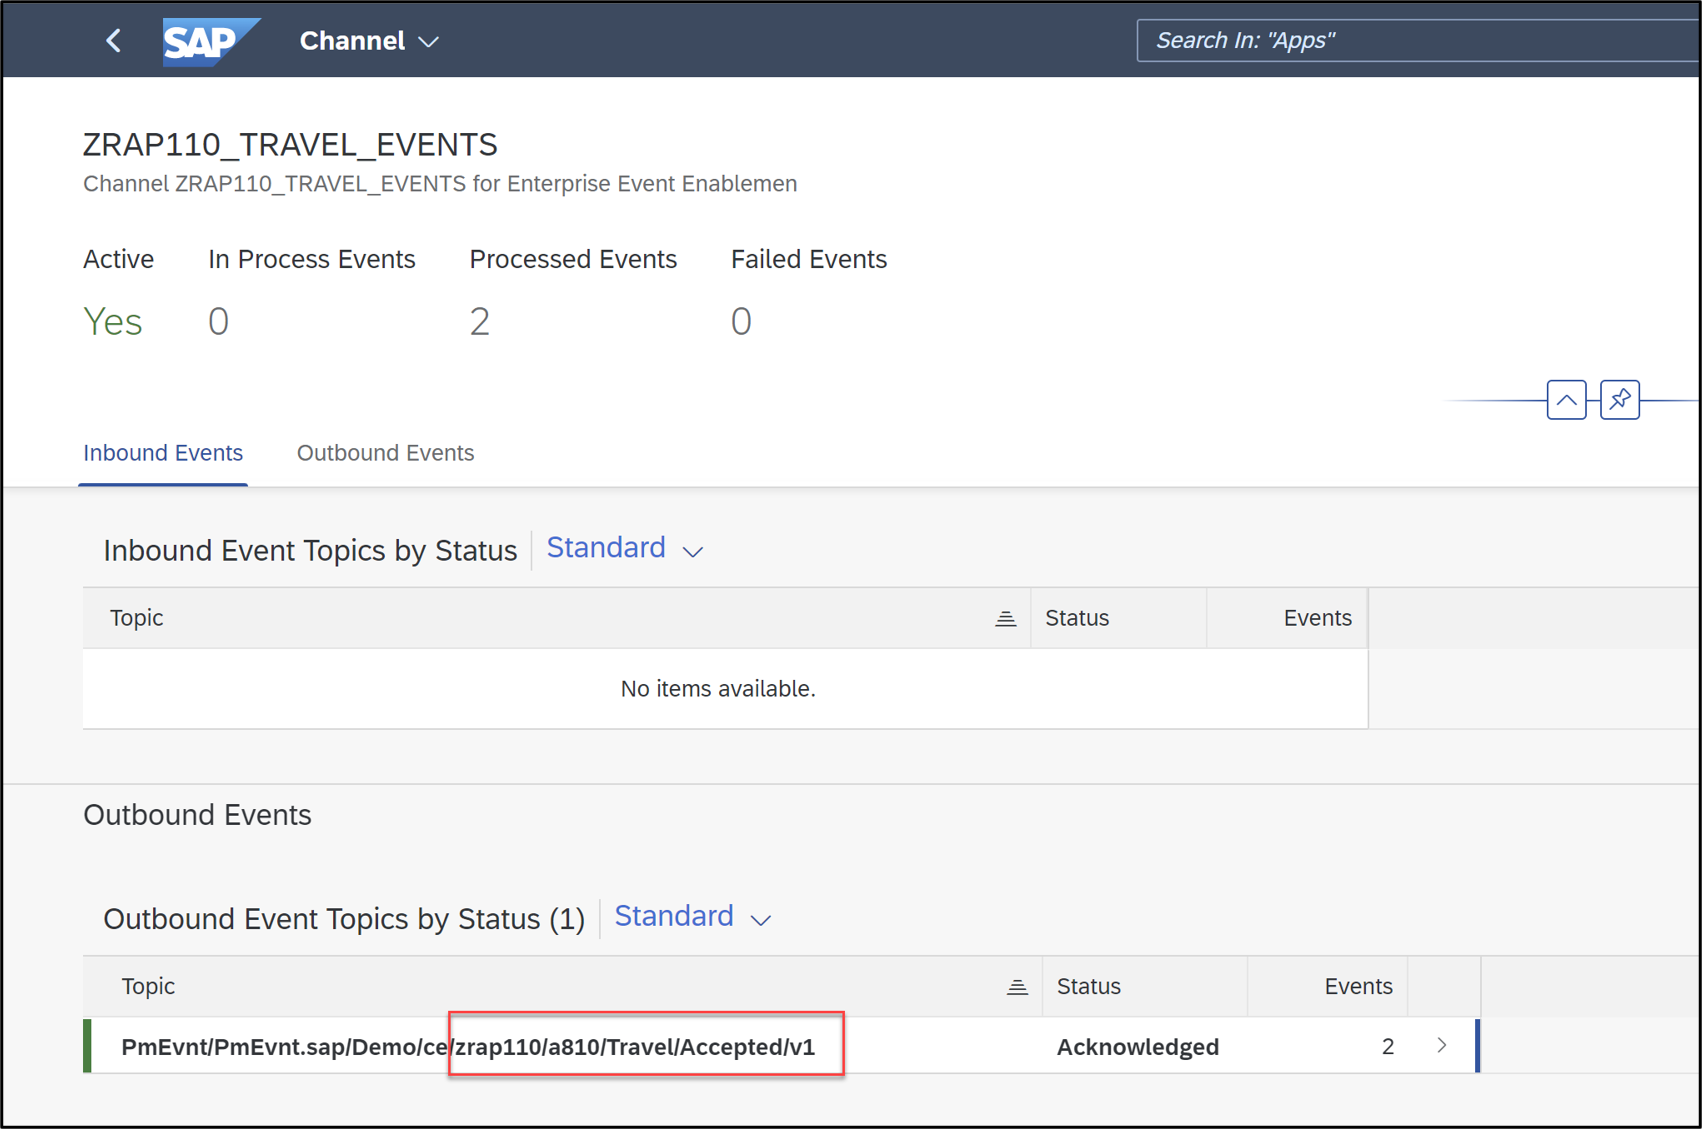 SAP Channel Search In: "Apps"
ZRAP110_TRAVEL_EVENTS
Channel ZRAP110_TRAVEL_EVENTS for Enterprise Event Enablemen
Active In Process Events Processed Events Failed Events
Yes 0 2 0
Inbound Events Outbound Events
Inbound Event Topics by Status Standard
Topic Status Events
No items available.
Outbound Events
Outbound Event Topics by Status (1) Standard
Topic Status Events
PmEvnt/PmEvnt.sap/Demo/ce/zrap110/a810/Travel/Accepted/v1 Acknowledged 2